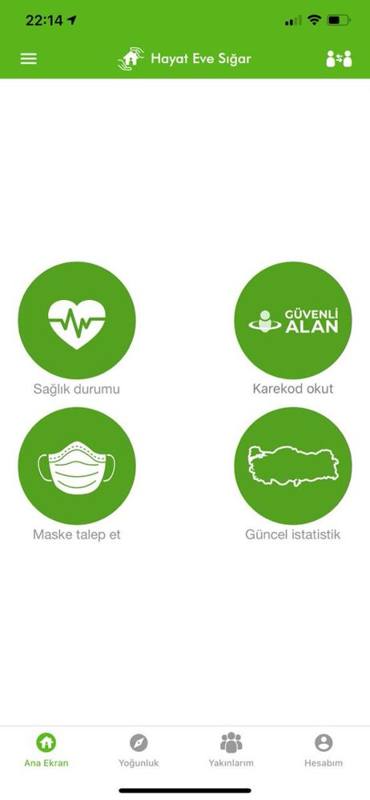 22:14
Hayat Eve Sığar
GÜVENLİ
ALAN
Sağlık durumu
Karekod okut
Maske talep et
Güncel istatistik
Ana Ekran
Yoğunluk
Yakınlarım
Hesabım